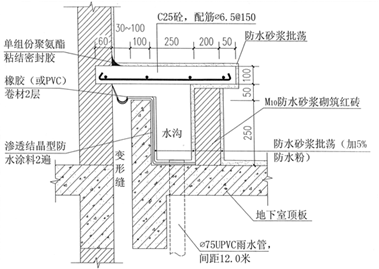 30~100
C25砼，配筋⌀6.5@150
60
100
250
200
50
防水砂浆批荡
单组份聚氨酯
粘结密封胶
橡胶（或PVC）
卷材2层
100
50
250
水沟
M10防水砂浆砌筑红砖
渗透结晶型防
水涂料2遍
变形缝
防水砂浆批荡（加5%
防水粉）
地下室顶板
⌀75UPVC雨水管，
间距12.0米